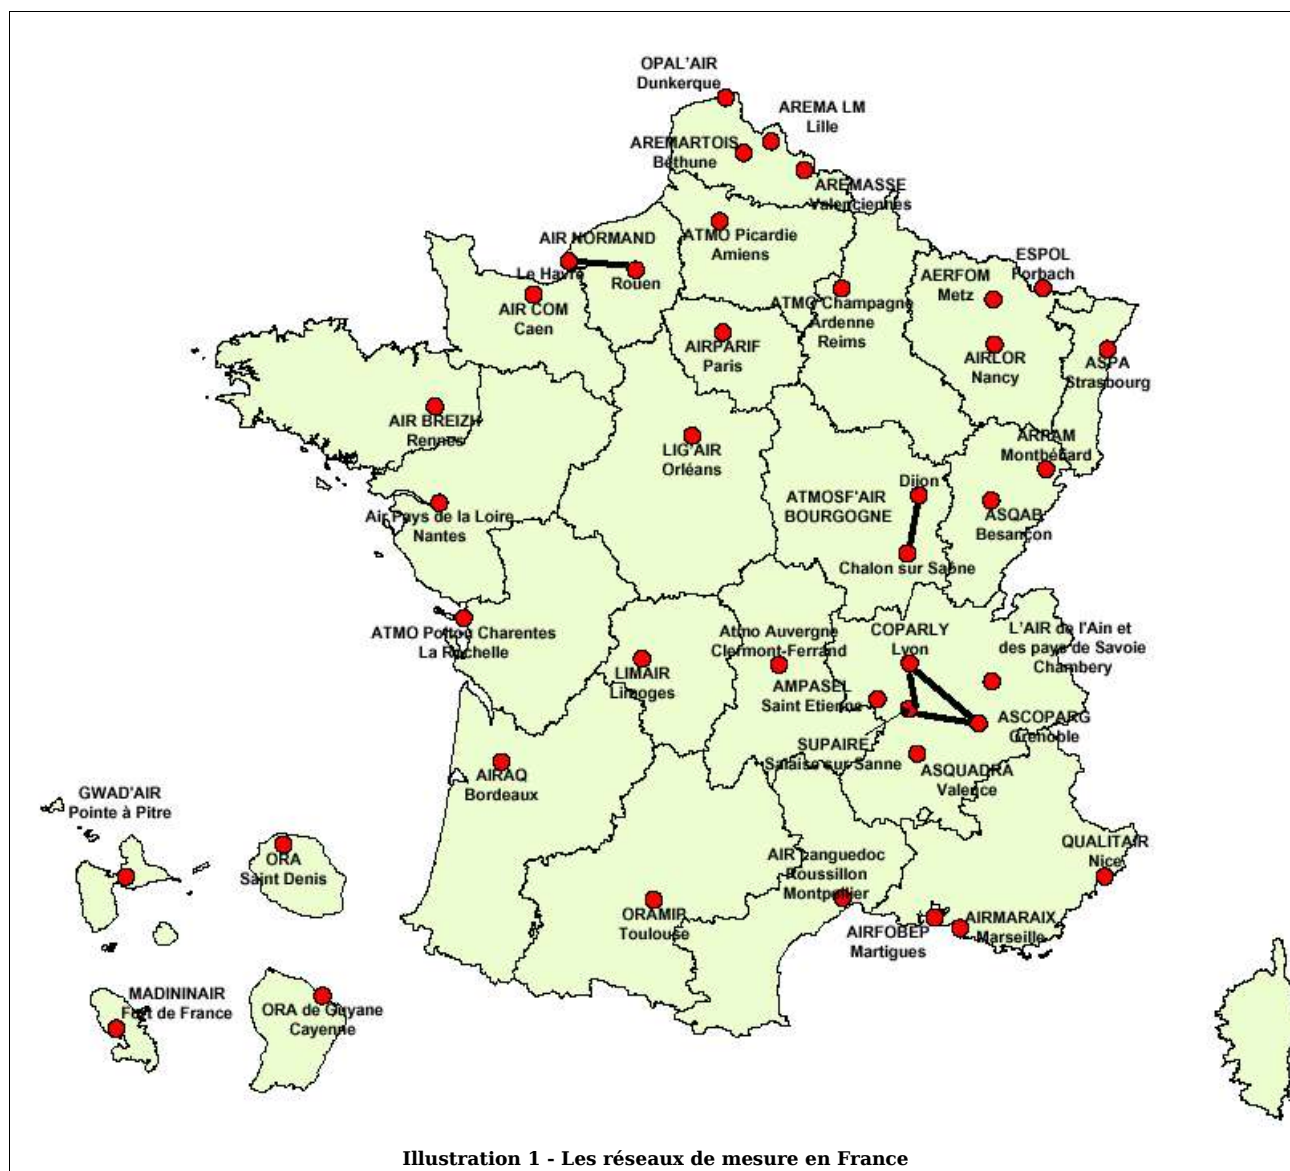 OPAL'AIR
Dunkerque
AREMA LM
Lille
AREMARTOIS
Béthune
AREMASSE
Valenciennes
ATMO Picardie
Amiens
AIR NORMAND
Le Havre
Rouen
AIR COM
Caen
ESPOL
Forbach
AERFOM
Metz
ATMO Champagne
Ardenne
Reims
AIRPARIF
Paris
AIRLOR
Nancy
ASPA
Strasbourg
AIR BREIZH
Rennes
LIG'AIR
Orléans
ARPAM
Montbéliard
Dijon
ATMOSF'AIR
BOURGOGNE
ASQAB
Besançon
Air Pays de la Loire
Nantes
Chalon sur Saône
ATMO Poitou Charentes
La Rochelle
LIMAIR
Limoges
Atmo Auvergne
Clermont-Ferrand
COPARLY
Lyon
L'AIR de l'Ain et
des pays de Savoie
Chambery
AMPASEL
Saint Etienne
ASCOPARG
Grenoble
SUPAIRE
Salaise sur Sanne
ASQUADRA
Valence
AIRAQ
Bordeaux
GWAD'AIR
Pointe à Pitre
ORA
Saint Denis
AIR Languedoc
Roussillon
Montpellier
QUALITAIR
Nice
ORAMIP
Toulouse
AIRFOBEP
Martigues
AIRMARAIX
Marseille
MADININAIR
Fort de France
ORA de Guyane
Cayenne
Illustration 1 - Les réseaux de mesure en France